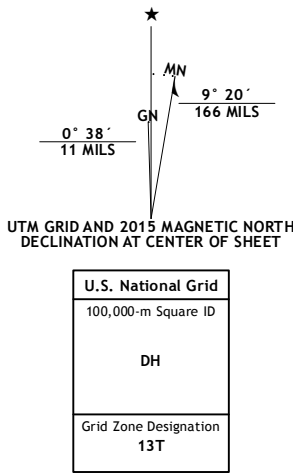 ★
MN
GN
9° 20´
166 MILS
0° 38´
11 MILS
UTM GRID AND 2015 MAGNETIC NORTH
DECLINATION AT CENTER OF SHEET
U.S. National Grid
100,000-m Square ID
DH
Grid Zone Designation
13T